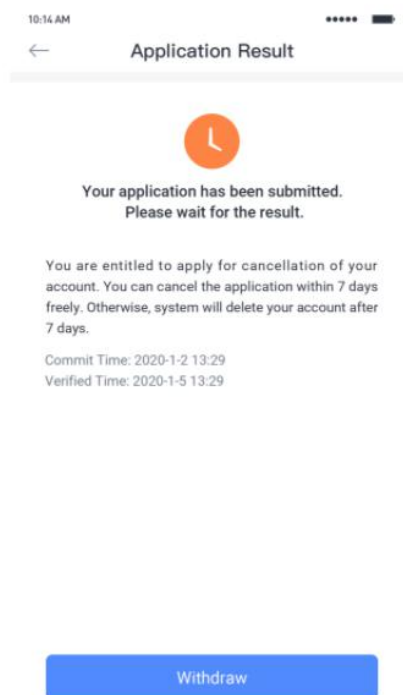 10:14 AM
Application Result
Your application has been submitted.
Please wait for the result.
You are entitled to apply for cancellation of your
account. You can cancel the application within 7 days
freely. Otherwise, system will delete your account after
7 days.
Commit Time: 2020-1-2 13:29
Verified Time: 2020-1-5 13:29
Withdraw